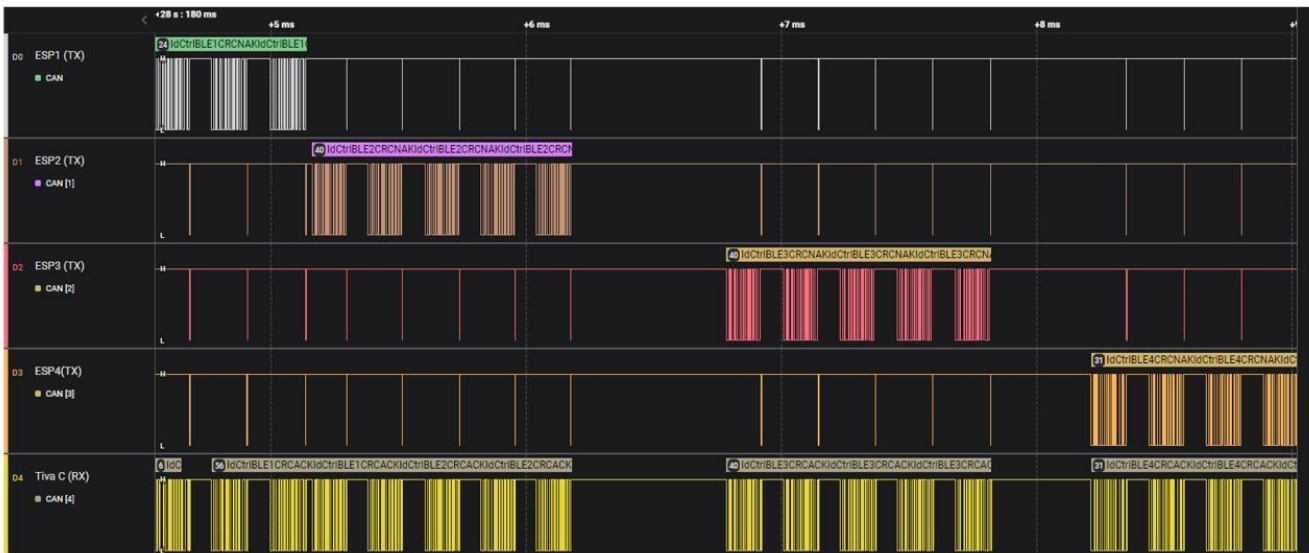 +28 s : 180 ms
+5 ms +6 ms +7 ms +8 ms
D0 ESP1 (TX)
CAN
24 IdCtrlBLE1CRCNAKIdCtrlBLE1
D1 ESP2 (TX)
CAN [1]
40 IdCtrlBLE2CRCNAKIdCtrlBLE2CRCNAKIdCtrlBLE2CRCN
D2 ESP3 (TX)
CAN [2]
40 IdCtrlBLE3CRCNAKIdCtrlBLE3CRCNAKIdCtrlBLE3CRCN
D3 ESP4(TX)
CAN [3]
31 IdCtrlBLE4CRCNAKIdCtrlBLE4CRCNAKIdC
D4 Tiva C (RX)
CAN [4]
6 IdC
56 IdCtrlBLE1CRCACKIdCtrlBLE1CRCACKIdCtrlBLE2CRCACKIdCtrlBLE2CRCACK
40 IdCtrlBLE3CRCACKIdCtrlBLE3CRCACKIdCtrlBLE3CRCAC
31 IdCtrlBLE4CRCACKIdCtrlBLE4CRCACKIdCt
H
L
H
L
H
L
H
L
H
L